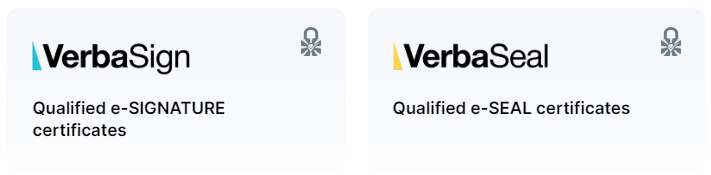 VerbaSign
Qualified e-SIGNATURE
certificates
VerbaSeal
Qualified e-SEAL certificates